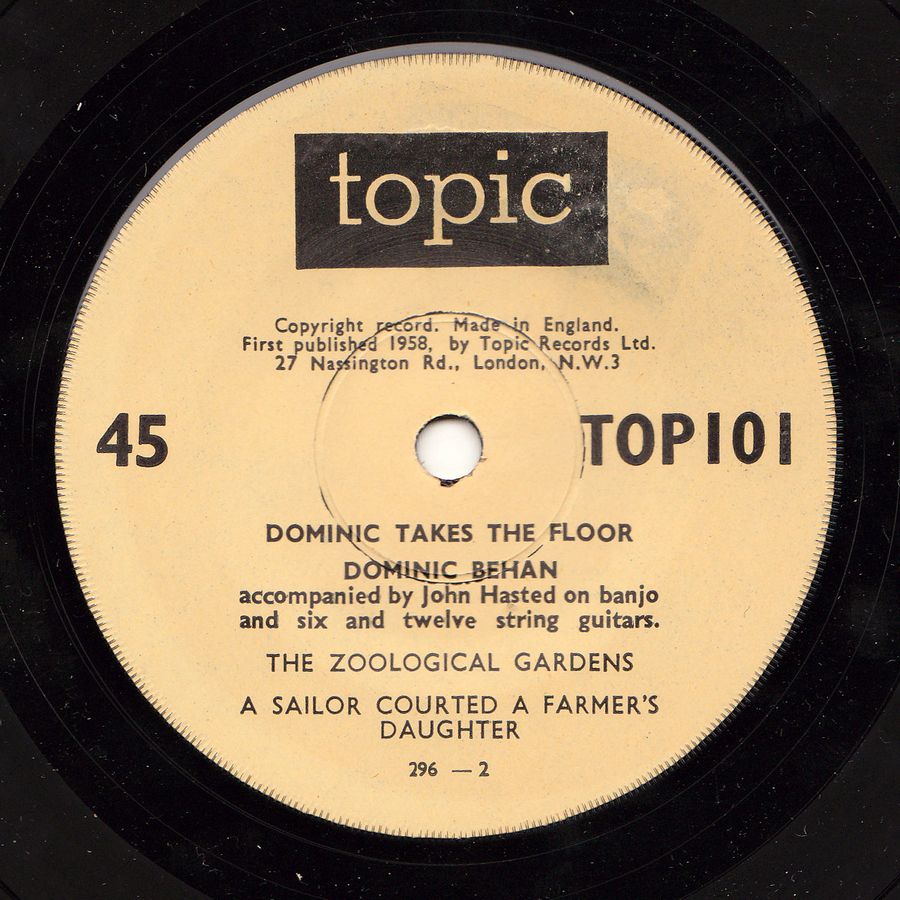 topic
Copyright record. Made in England.
First published 1958, by Topic Records Ltd.
27 Nassington Rd., London, N.W.3
45
TOP101
DOMINIC TAKES THE FLOOR
DOMINIC BEHAN
accompanied by John Hasted on banjo
and six and twelve string guitars.
THE ZOOLOGICAL GARDENS
A SAILOR COURTED A FARMER'S
DAUGHTER
296 — 2